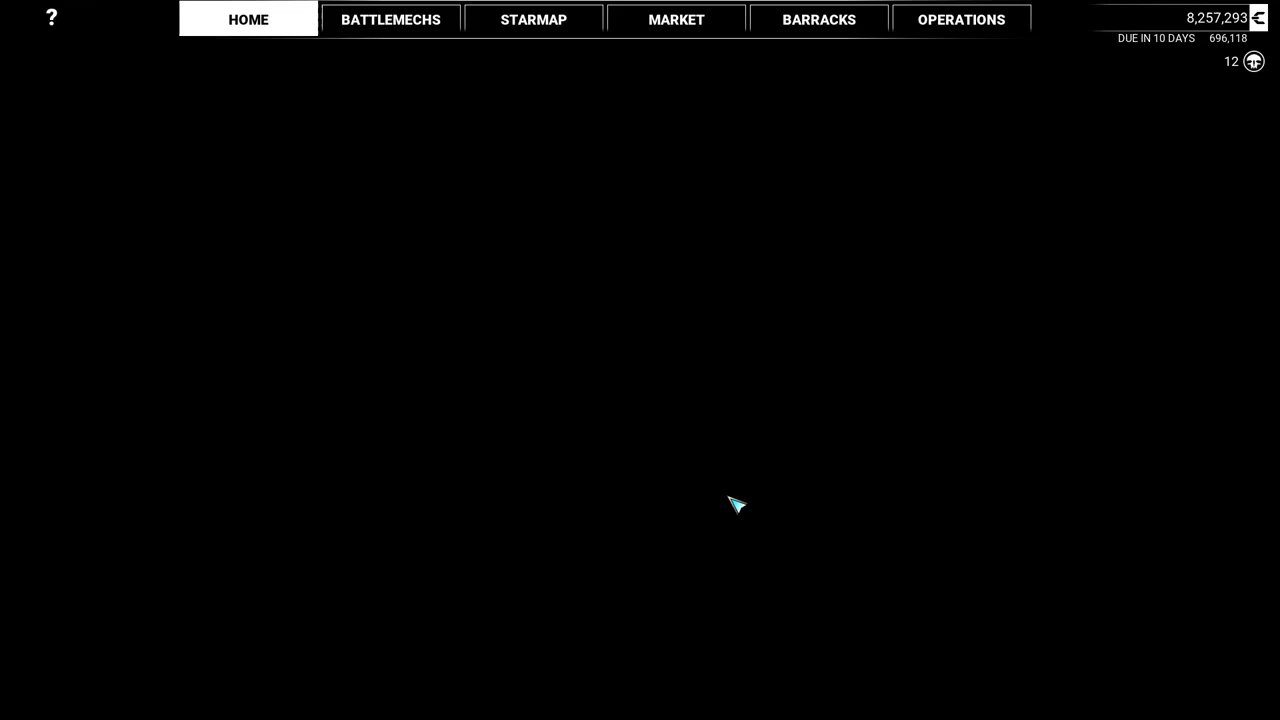 ?
HOME
BATTLEMECHS
STARMAP
MARKET
BARRACKS
OPERATIONS
8,257,293
DUE IN 10 DAYS 696,118
12